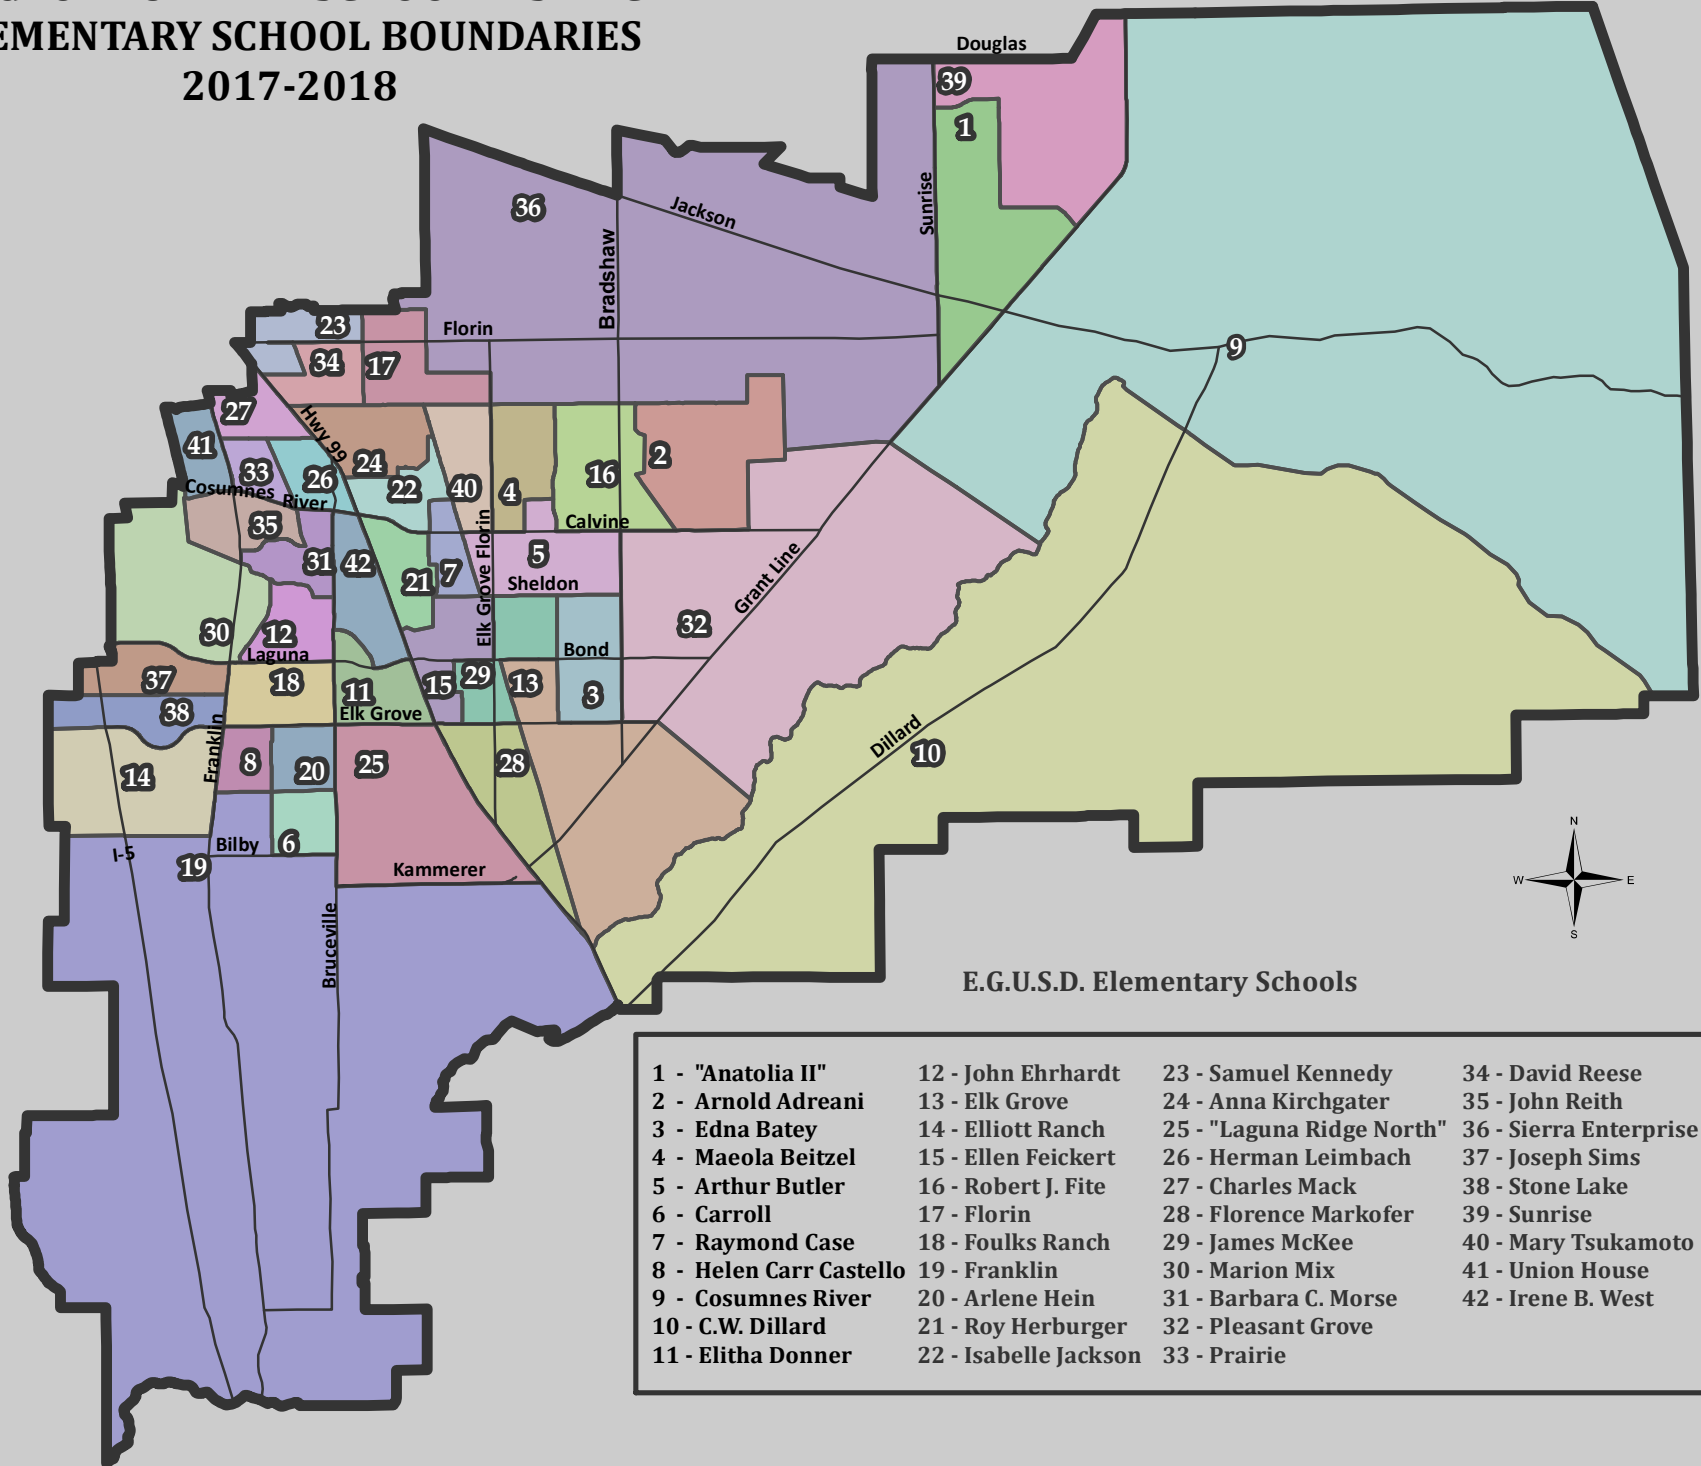 EMENTARY SCHOOL BOUNDARIES
2017-2018
Douglas
39
1
36
Jackson
Sunrise
Bradshaw
23
Florin
34
17
9
27
Hwy 99
41
33
24
26
22
40
4
16
2
Cosumnes River
35
Calvine
31
42
21
7
5
Sheldon
Elk Grove Florin
Grant Line
30
12
32
Laguna
Bond
37
18
11
15
29
13
3
38
Elk Grove
Franklin
Dillard
14
8
20
25
28
10
I-5
19
Bilby
6
Kammerer
Bruceville
N
W
E
S
E.G.U.S.D. Elementary Schools
1 - "Anatolia II"
2 - Arnold Adreani
3 - Edna Batey
4 - Maeola Beitzel
5 - Arthur Butler
6 - Carroll
7 - Raymond Case
8 - Helen Carr Castello
9 - Cosumnes River
10 - C.W. Dillard
11 - Elitha Donner
12 - John Ehrhardt
13 - Elk Grove
14 - Elliott Ranch
15 - Ellen Feickert
16 - Robert J. Fite
17 - Florin
18 - Foulks Ranch
19 - Franklin
20 - Arlene Hein
21 - Roy Herburger
22 - Isabelle Jackson
23 - Samuel Kennedy
24 - Anna Kirchgater
25 - "Laguna Ridge North"
26 - Herman Leimbach
27 - Charles Mack
28 - Florence Markofer
29 - James McKee
30 - Marion Mix
31 - Barbara C. Morse
32 - Pleasant Grove
33 - Prairie
34 - David Reese
35 - John Reith
36 - Sierra Enterprise
37 - Joseph Sims
38 - Stone Lake
39 - Sunrise
40 - Mary Tsukamoto
41 - Union House
42 - Irene B. West